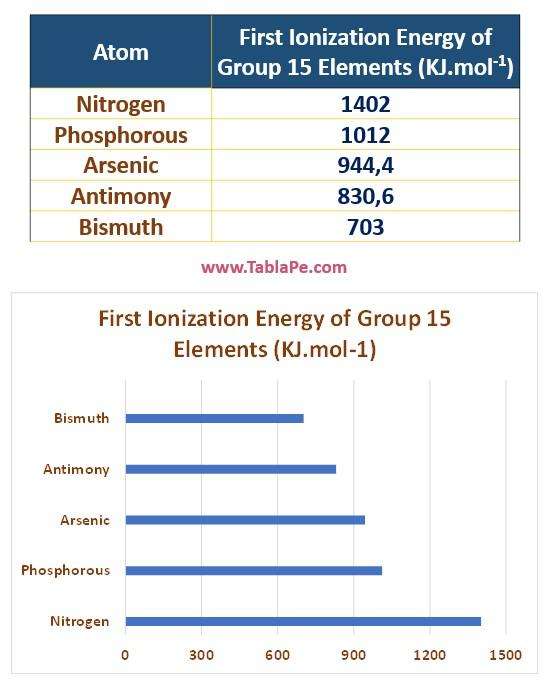 Atom
First Ionization Energy of
Group 15 Elements (KJ.mol⁻¹)
Nitrogen 1402
Phosphorous 1012
Arsenic 944,4
Antimony 830,6
Bismuth 703
www.TablaPe.com
First Ionization Energy of Group 15
Elements (KJ.mol-1)
Bismuth
Antimony
Arsenic
Phosphorous
Nitrogen
0 300 600 900 1200 1500